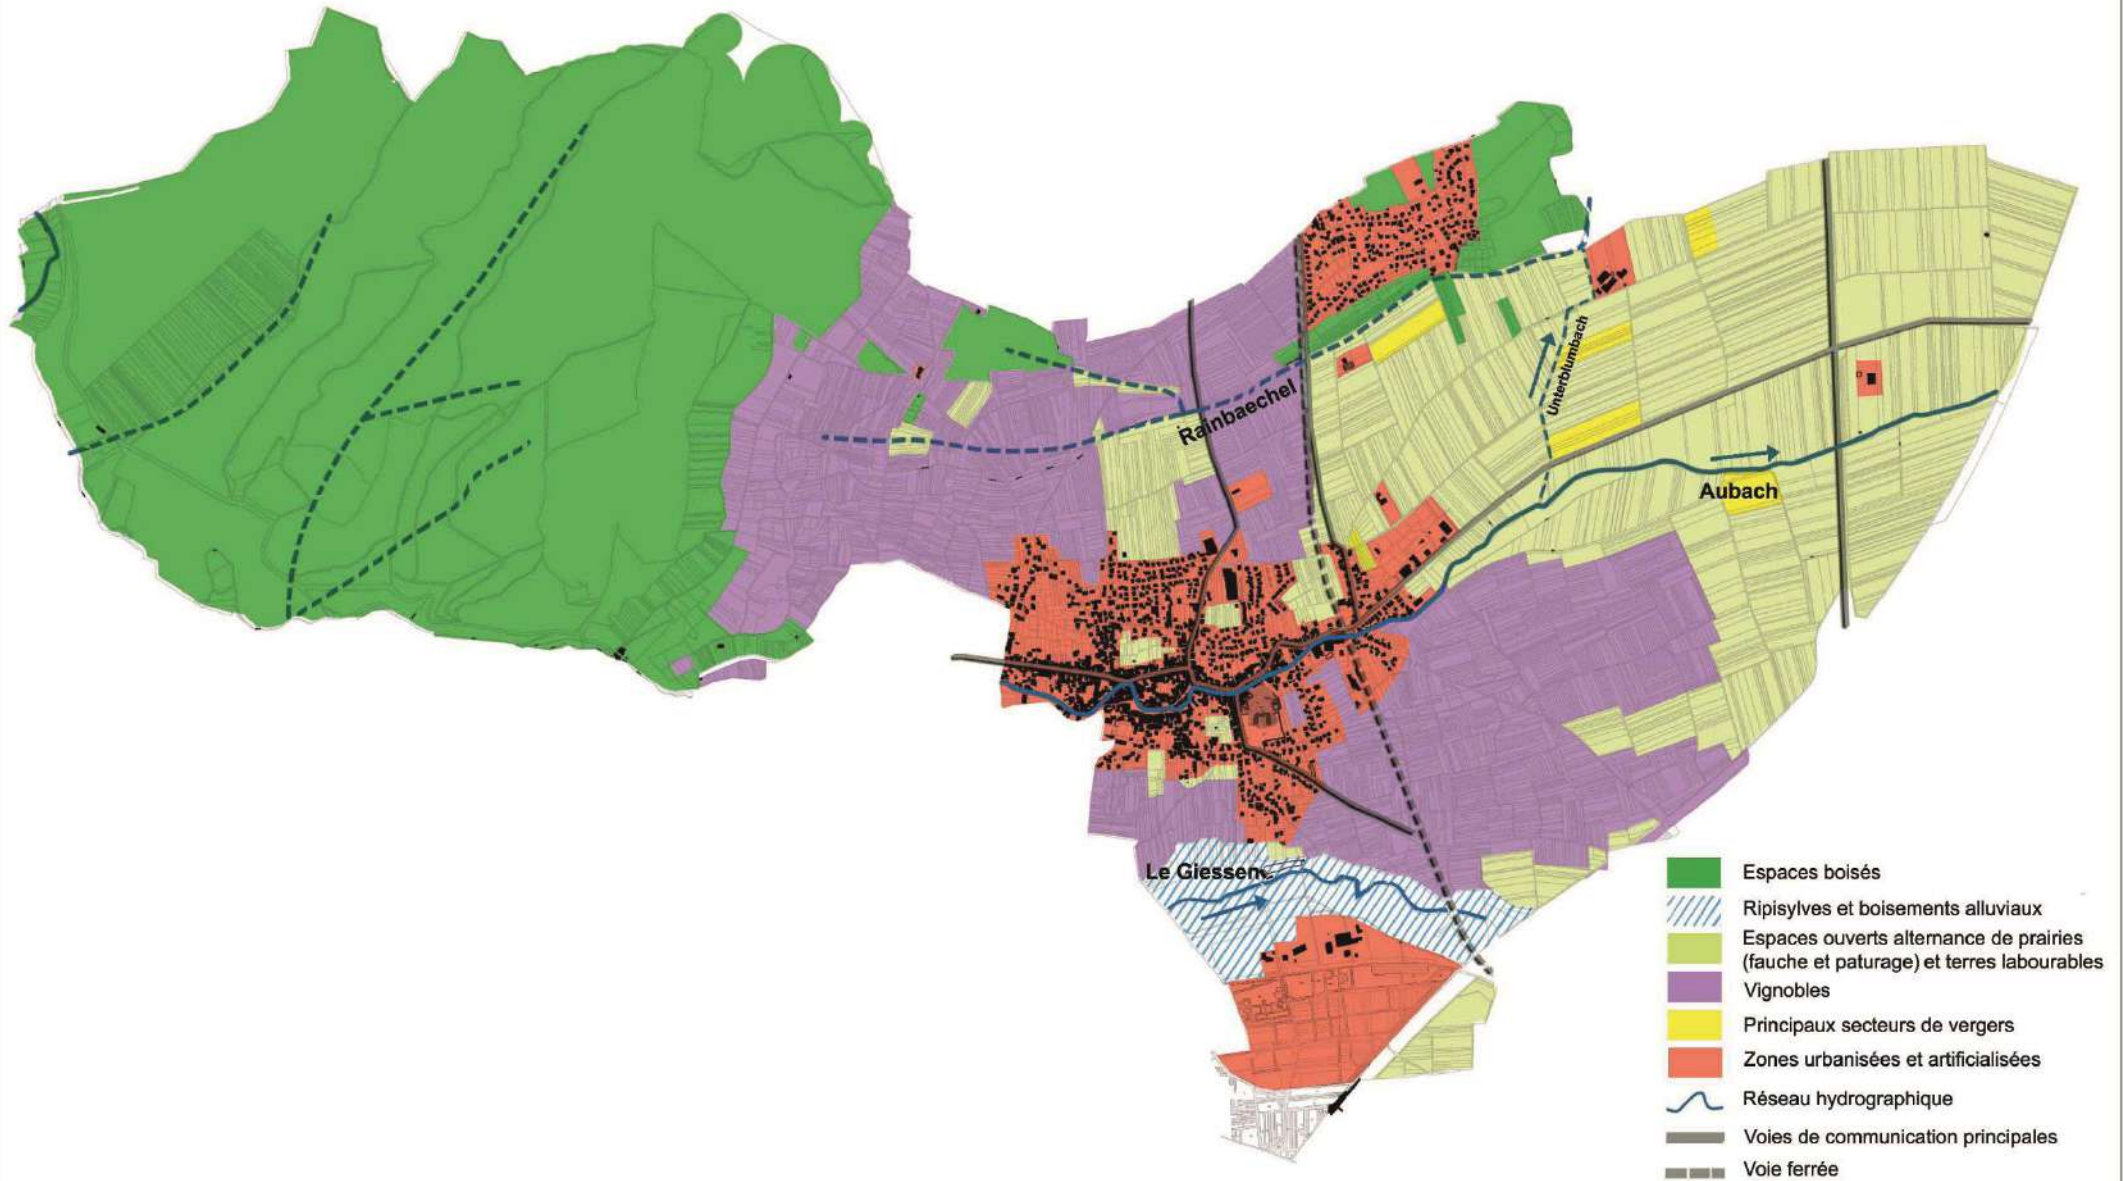 Rainbaechel
Unterblumbach
Aubach
Le Giessen
Espaces boisés
Ripisylves et boisements alluviaux
Espaces ouverts alternance de prairies
(fauche et paturage) et terres labourables
Vignobles
Principaux secteurs de vergers
Zones urbanisées et artificialisées
Réseau hydrographique
Voies de communication principales
Voie ferrée